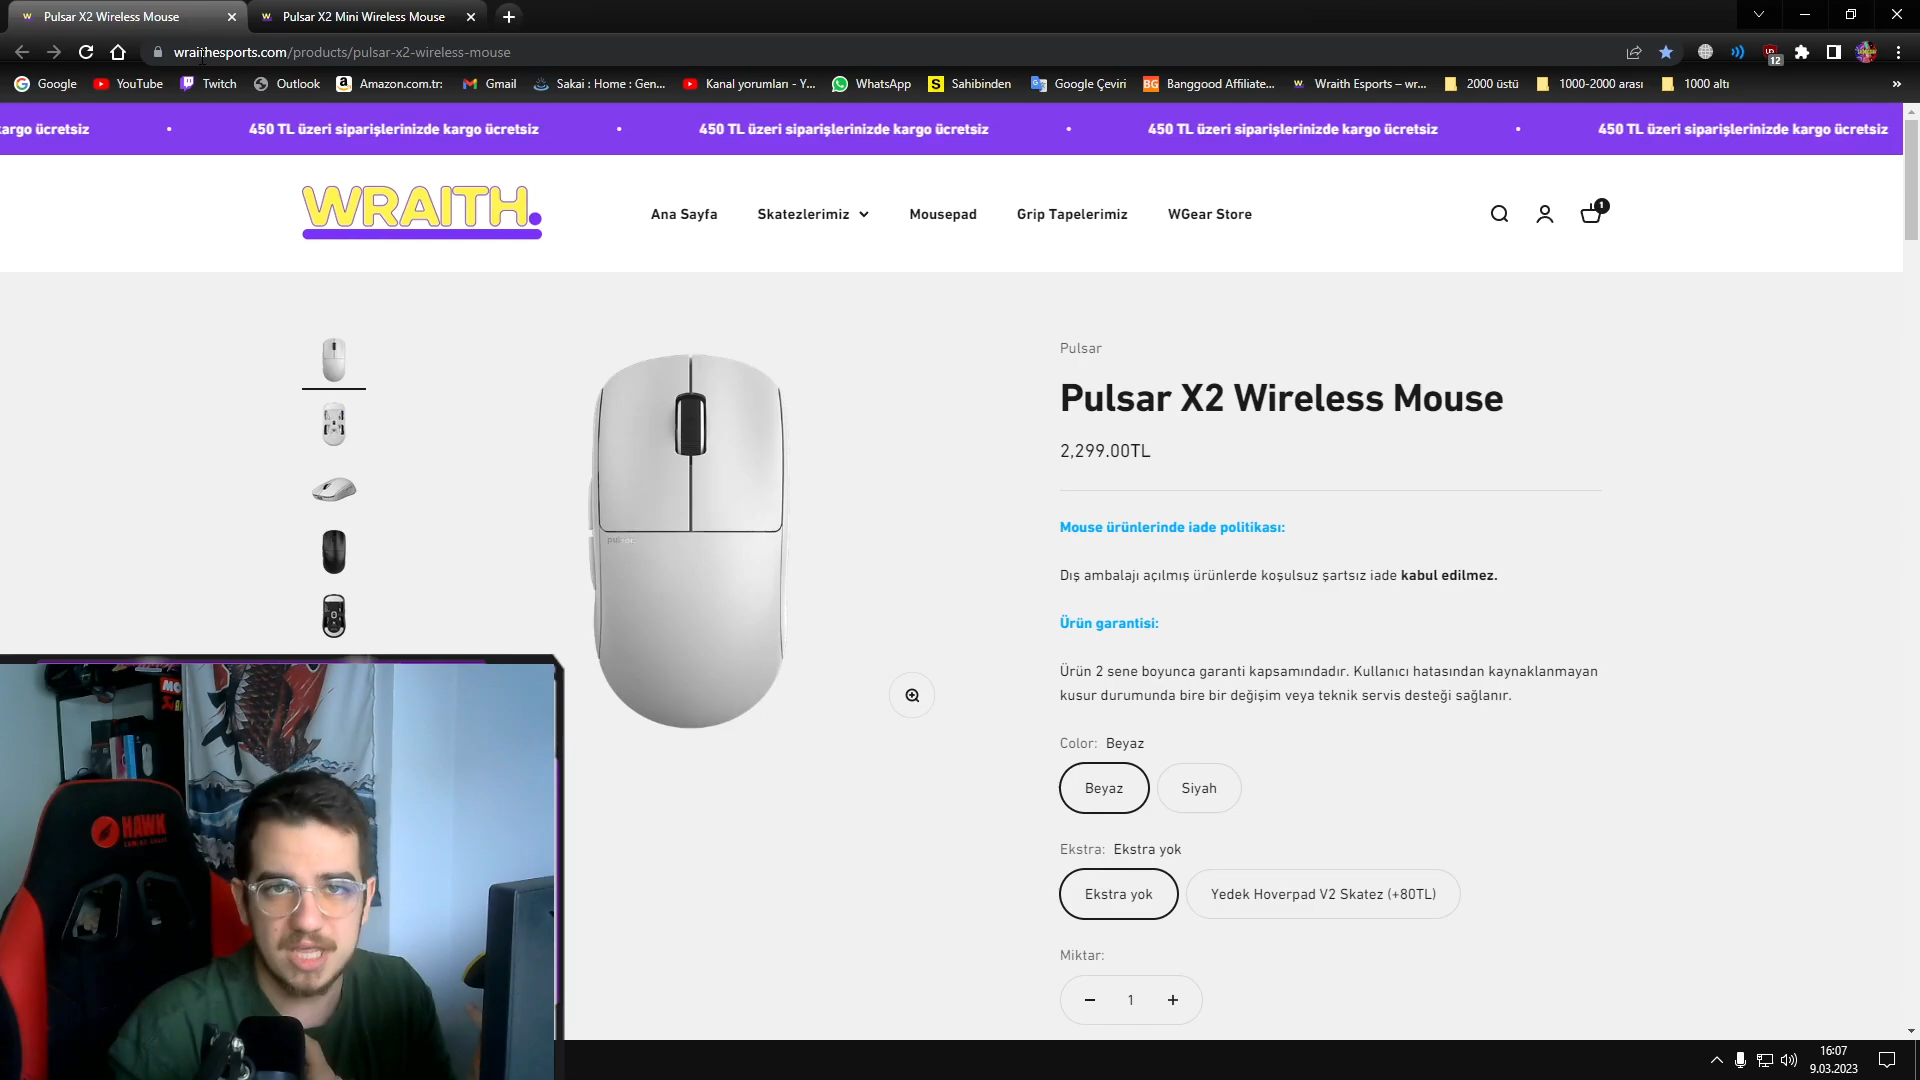 Pulsar X2 Wireless Mouse
Pulsar X2 Mini Wireless Mouse
wraithesports.com/products/pulsar-x2-wireless-mouse
12
Google
YouTube
Twitch
Outlook
Amazon.com.tr:
Gmail
Sakai : Home : Gen...
Kanal yorumları - Y...
WhatsApp
S
Sahibinden
Google Çeviri
BG
Banggood Affiliate...
Wraith Esports – wr...
2000 üstü
1000-2000 arası
1000 altı
argo ücretsiz • 450 TL üzeri siparişlerinizde kargo ücretsiz • 450 TL üzeri siparişlerinizde kargo ücretsiz • 450 TL üzeri siparişlerinizde kargo ücretsiz • 450 TL üzeri siparişlerinizde kargo ücretsiz
WRAITH.
Ana Sayfa
Skatezlerimiz
Mousepad
Grip Tapelerimiz
WGear Store
1
Pulsar
Pulsar X2 Wireless Mouse
2,299.00TL
Mouse ürünlerinde iade politikası:
Dış ambalajı açılmış ürünlerde koşulsuz şartsız iade kabul edilmez.
Ürün garantisi:
Ürün 2 sene boyunca garanti kapsamındadır. Kullanıcı hatasından kaynaklanmayan
kusur durumunda bire bir değişim veya teknik servis desteği sağlanır.
Color: Beyaz
Beyaz
Siyah
Ekstra: Ekstra yok
Ekstra yok
Yedek Hoverpad V2 Skatez (+80TL)
Miktar:
− 1 +
pulsar
HAWK
16:07
9.03.2023